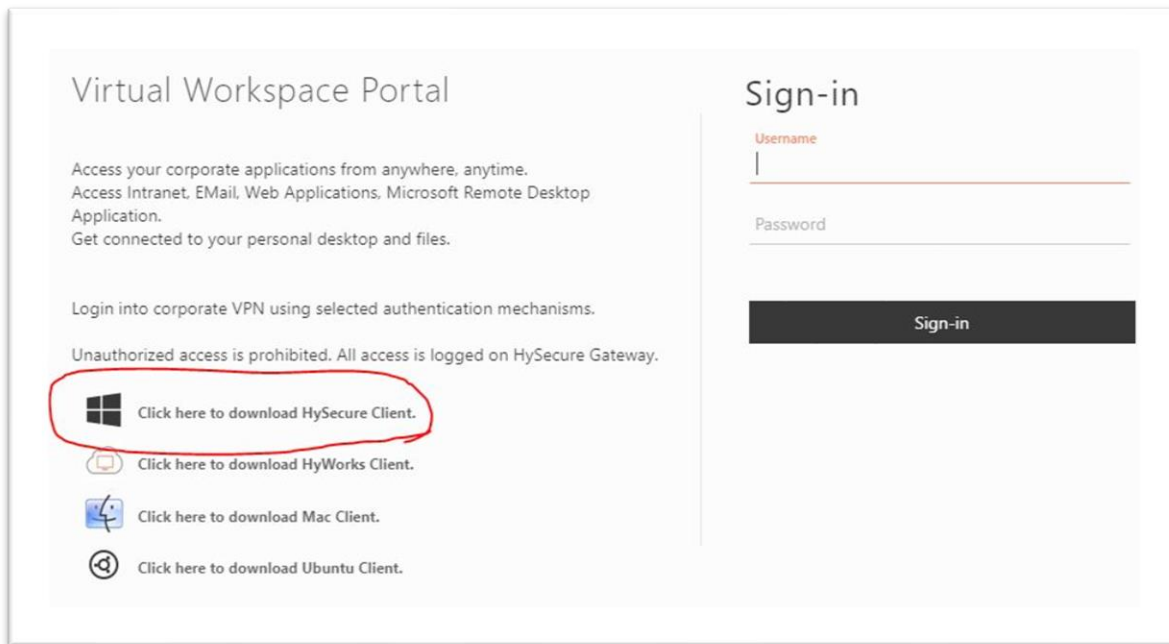 Virtual Workspace Portal
Access your corporate applications from anywhere, anytime.
Access Intranet, EMail, Web Applications, Microsoft Remote Desktop
Application.
Get connected to your personal desktop and files.
Login into corporate VPN using selected authentication mechanisms.
Unauthorized access is prohibited. All access is logged on HySecure Gateway.
Click here to download HySecure Client.
Click here to download HyWorks Client.
Click here to download Mac Client.
Click here to download Ubuntu Client.
Sign-in
Username
Password
Sign-in